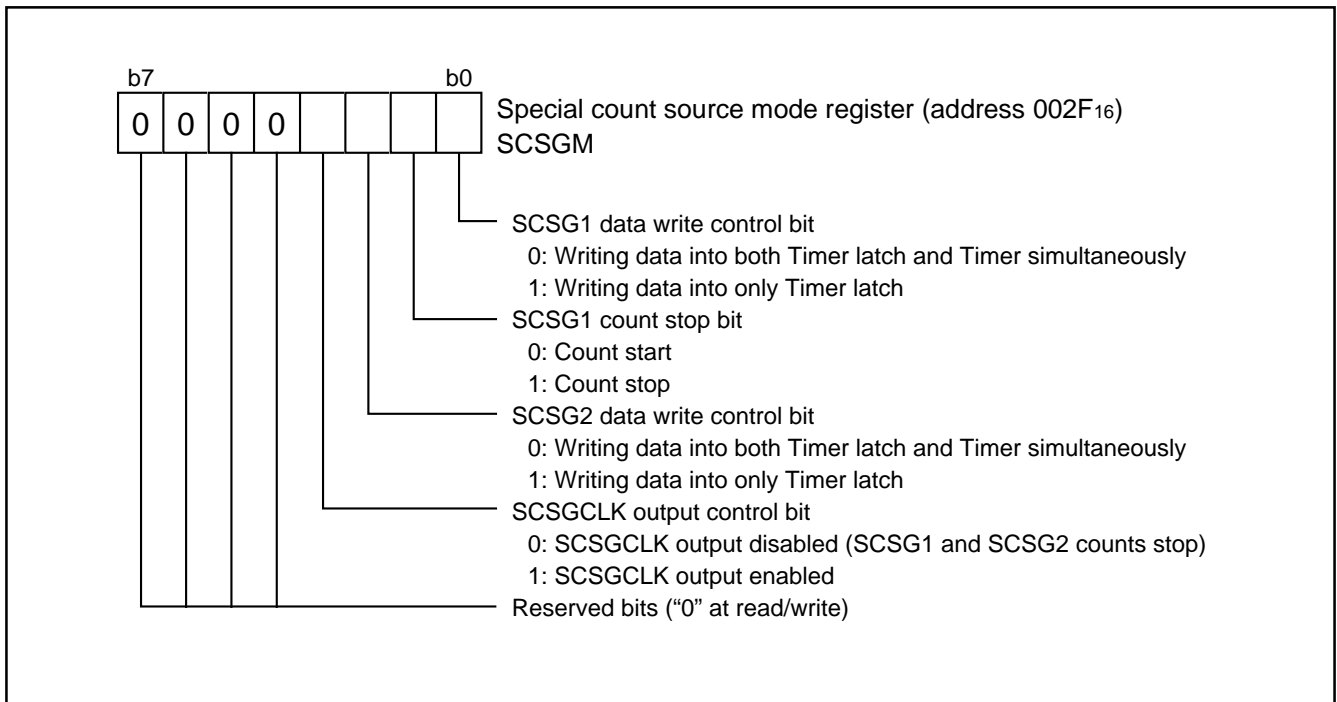 b7 b0
0 0 0 0
Special count source mode register (address 002F16)
SCSGM
SCSG1 data write control bit
0: Writing data into both Timer latch and Timer simultaneously
1: Writing data into only Timer latch
SCSG1 count stop bit
0: Count start
1: Count stop
SCSG2 data write control bit
0: Writing data into both Timer latch and Timer simultaneously
1: Writing data into only Timer latch
SCSGCLK output control bit
0: SCSGCLK output disabled (SCSG1 and SCSG2 counts stop)
1: SCSGCLK output enabled
Reserved bits (“0” at read/write)